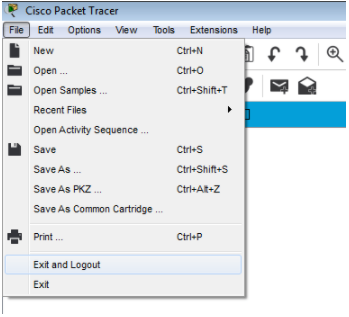 Cisco Packet Tracer
File Edit Options View Tools Extensions Help
New Ctrl+N
Open ... Ctrl+O
Open Samples ... Ctrl+Shift+T
Recent Files
Open Activity Sequence ...
Save Ctrl+S
Save As ... Ctrl+Shift+S
Save As PKZ ... Ctrl+Alt+Z
Save As Common Cartridge ...
Print ... Ctrl+P
Exit and Logout
Exit